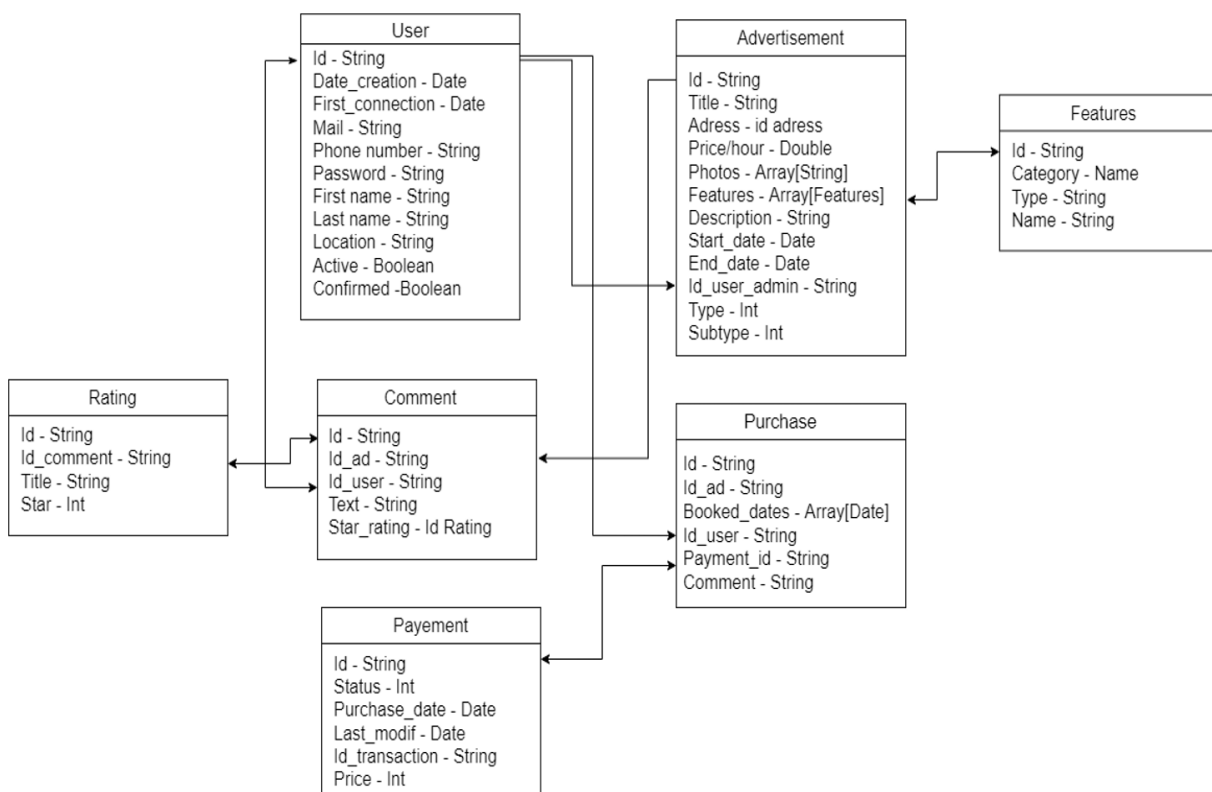 User
Id - String
Date_creation - Date
First_connection - Date
Mail - String
Phone number - String
Password - String
First name - String
Last name - String
Location - String
Active - Boolean
Confirmed -Boolean
Advertisement
Id - String
Title - String
Adress - id adress
Price/hour - Double
Photos - Array[String]
Features - Array[Features]
Description - String
Start_date - Date
End_date - Date
Id_user_admin - String
Type - Int
Subtype - Int
Features
Id - String
Category - Name
Type - String
Name - String
Rating
Id - String
Id_comment - String
Title - String
Star - Int
Comment
Id - String
Id_ad - String
Id_user - String
Text - String
Star_rating - Id Rating
Purchase
Id - String
Id_ad - String
Booked_dates - Array[Date]
Id_user - String
Payment_id - String
Comment - String
Payement
Id - String
Status - Int
Purchase_date - Date
Last_modif - Date
Id_transaction - String
Price - Int